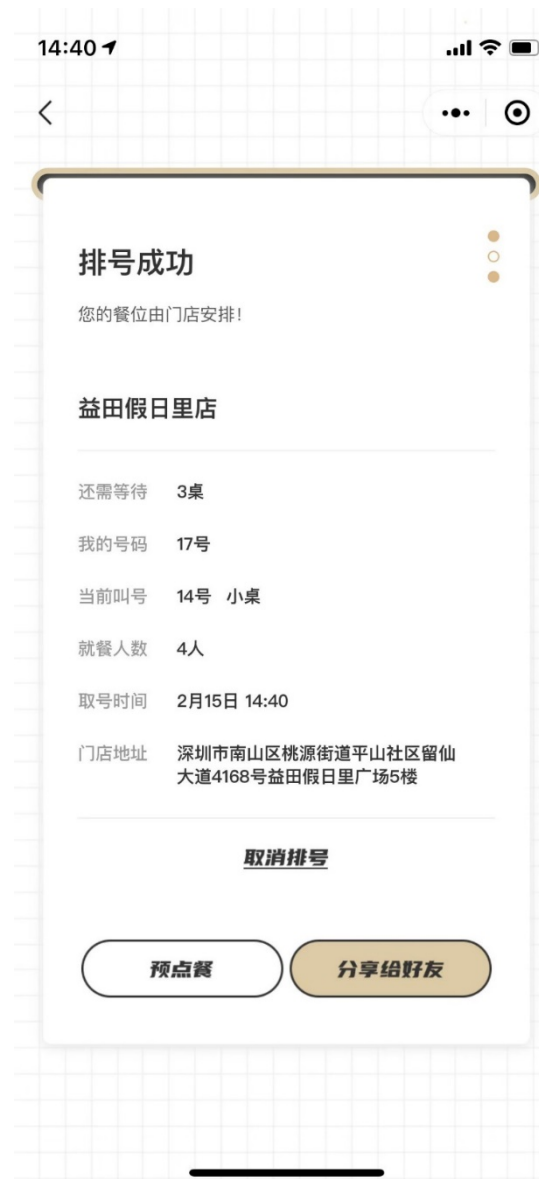 14:40
排号成功
您的餐位由门店安排!
益田假日里店
还需等待 3桌
我的号码 17号
当前叫号 14号 小桌
就餐人数 4人
取号时间 2月15日 14:40
门店地址 深圳市南山区桃源街道平山社区留仙
大道4168号益田假日里广场5楼
取消排号
预点餐 分享给好友